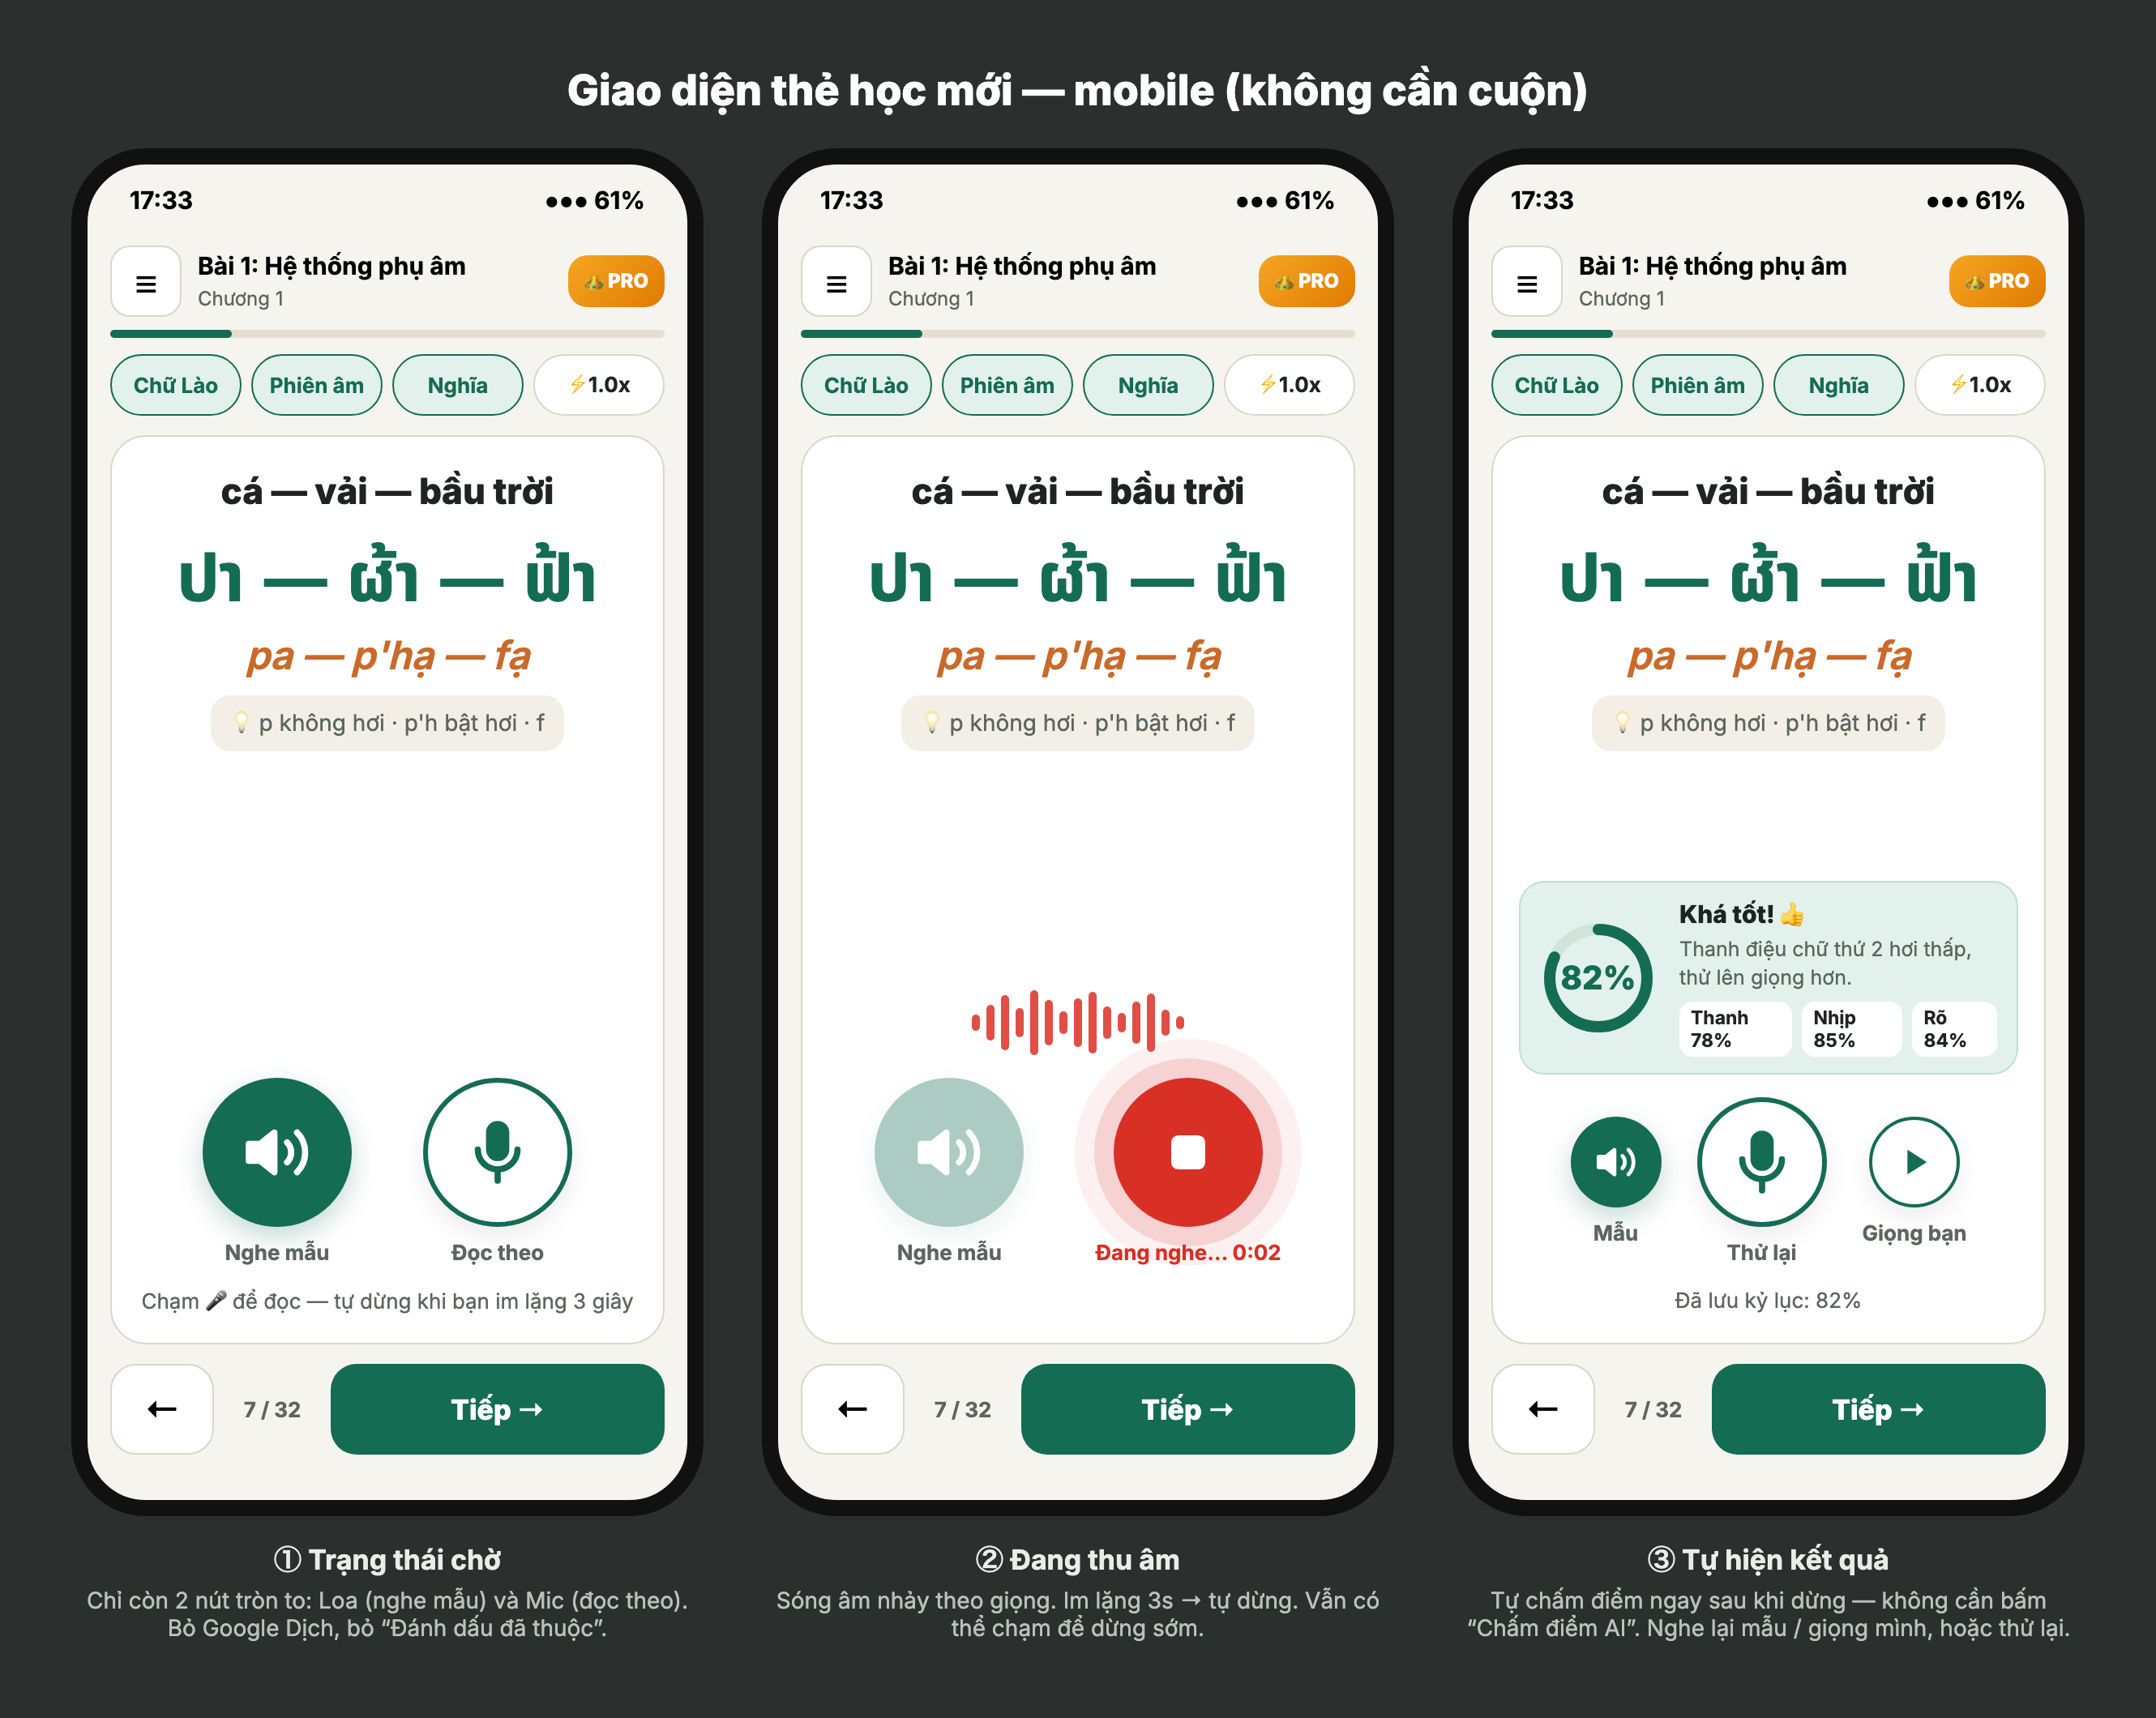 Giao diện thẻ học mới — mobile (không cần cuộn)
17:33
●●● 61%
≡
Bài 1: Hệ thống phụ âm
Chương 1
PRO
Chữ Lào
Phiên âm
Nghĩa
⚡1.0x
cá — vải — bầu trời
ປາ — ຜ້າ — ຟ້າ
pa — p'hạ — fạ
💡 p không hơi · p'h bật hơi · f
Nghe mẫu
Đọc theo
Chạm 🎤 để đọc — tự dừng khi bạn im lặng 3 giây
←
7 / 32
Tiếp →
① Trạng thái chờ
Chỉ còn 2 nút tròn to: Loa (nghe mẫu) và Mic (đọc theo).
Bỏ Google Dịch, bỏ “Đánh dấu đã thuộc”.
17:33
●●● 61%
≡
Bài 1: Hệ thống phụ âm
Chương 1
PRO
Chữ Lào
Phiên âm
Nghĩa
⚡1.0x
cá — vải — bầu trời
ປາ — ຜ້າ — ຟ້າ
pa — p'hạ — fạ
💡 p không hơi · p'h bật hơi · f
Nghe mẫu
Đang nghe... 0:02
←
7 / 32
Tiếp →
② Đang thu âm
Sóng âm nhảy theo giọng. Im lặng 3s → tự dừng. Vẫn có
thể chạm để dừng sớm.
17:33
●●● 61%
≡
Bài 1: Hệ thống phụ âm
Chương 1
PRO
Chữ Lào
Phiên âm
Nghĩa
⚡1.0x
cá — vải — bầu trời
ປາ — ຜ້າ — ຟ້າ
pa — p'hạ — fạ
💡 p không hơi · p'h bật hơi · f
82%
Khá tốt! 👍
Thanh điệu chữ thứ 2 hơi thấp,
thử lên giọng hơn.
Thanh
78%
Nhịp
85%
Rõ
84%
Mẫu
Thử lại
Giọng bạn
Đã lưu kỷ lục: 82%
←
7 / 32
Tiếp →
③ Tự hiện kết quả
Tự chấm điểm ngay sau khi dừng — không cần bấm
“Chấm điểm AI”. Nghe lại mẫu / giọng mình, hoặc thử lại.